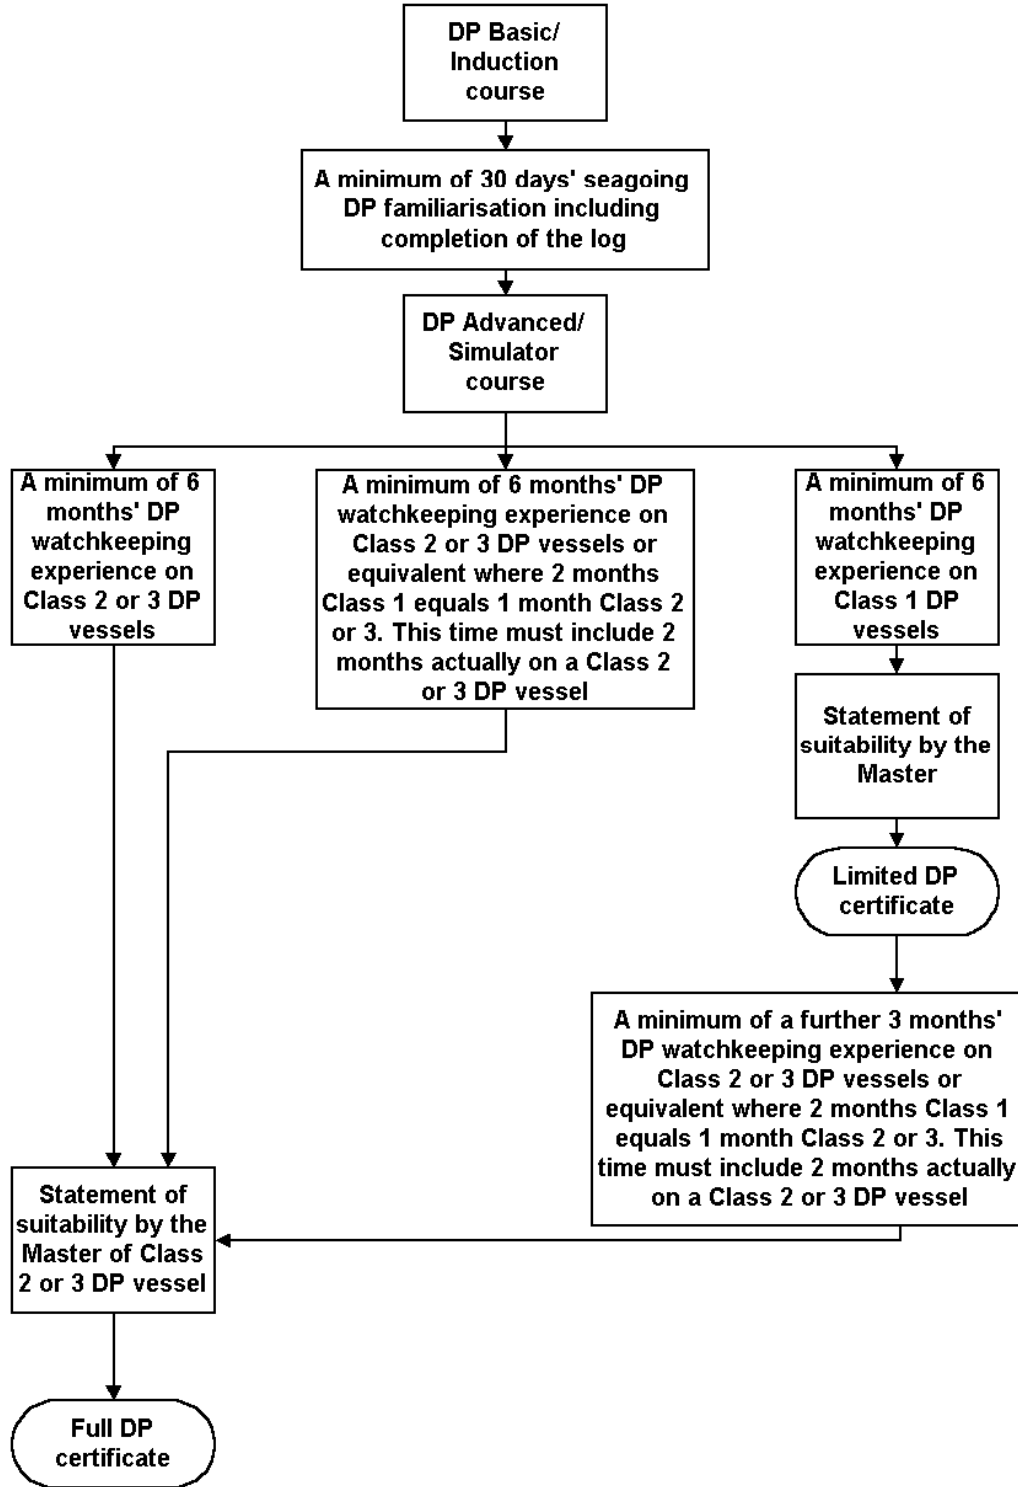 DP Basic/
Induction
course
A minimum of 30 days' seagoing
DP familiarisation including
completion of the log
DP Advanced/
Simulator
course
A minimum of 6
months' DP
watchkeeping
experience on
Class 2 or 3 DP
vessels
A minimum of 6 months' DP
watchkeeping experience on
Class 2 or 3 DP vessels or
equivalent where 2 months
Class 1 equals 1 month Class 2
or 3. This time must include 2
months actually on a Class 2
or 3 DP vessel
A minimum of 6
months' DP
watchkeeping
experience on
Class 1 DP
vessels
Statement of
suitability by the
Master
Limited DP
certificate
A minimum of a further 3 months'
DP watchkeeping experience on
Class 2 or 3 DP vessels or
equivalent where 2 months Class 1
equals 1 month Class 2 or 3. This
time must include 2 months actually
on a Class 2 or 3 DP vessel
Statement of
suitability by the
Master of Class
2 or 3 DP vessel
Full DP
certificate